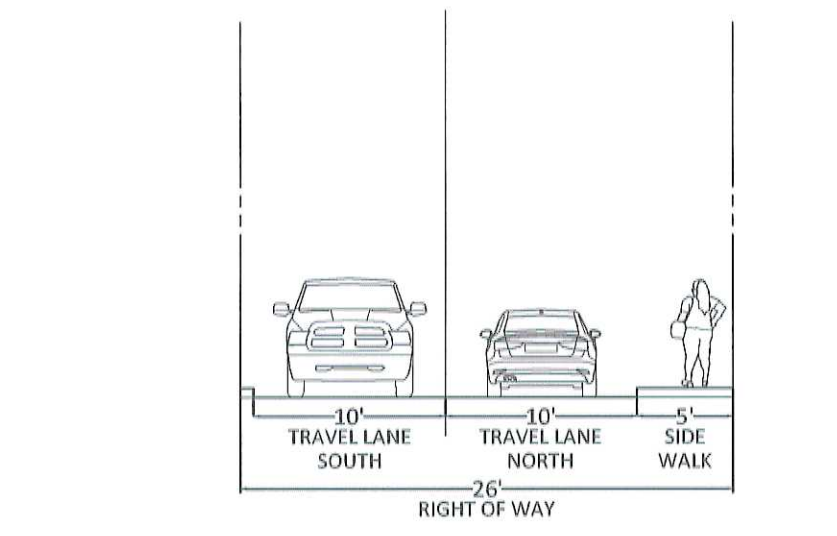 10'
TRAVEL LANE
SOUTH
10'
TRAVEL LANE
NORTH
5'
SIDE
WALK
26'
RIGHT OF WAY